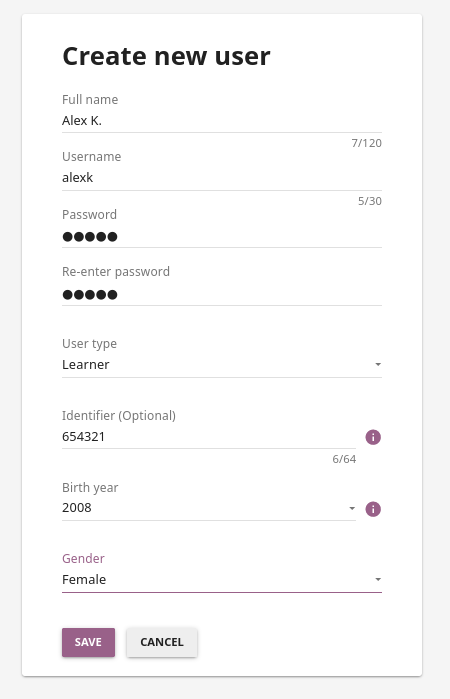 Create new user
Full name
Alex K.
7/120
Username
alexk
5/30
Password
●●●●●
Re-enter password
●●●●●
User type
Learner
Identifier (Optional)
654321
6/64
Birth year
2008
Gender
Female
SAVE CANCEL